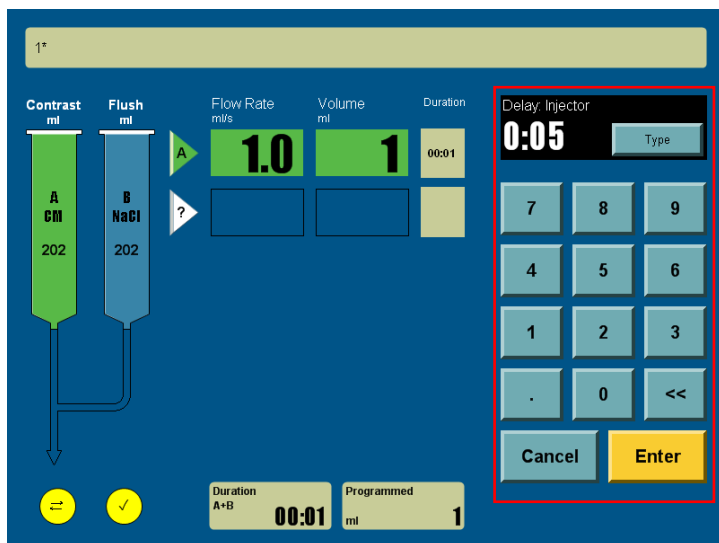 1*
Contrast
ml
Flush
ml
Flow Rate
ml/s
Volume
ml
Duration
A
1.0
1
00:01
?
A
CM
202
B
NaCl
202
Delay: Injector
0:05
Type
7 8 9
4 5 6
1 2 3
. 0 <<
Cancel Enter
Duration
A+B
00:01
Programmed
ml
1